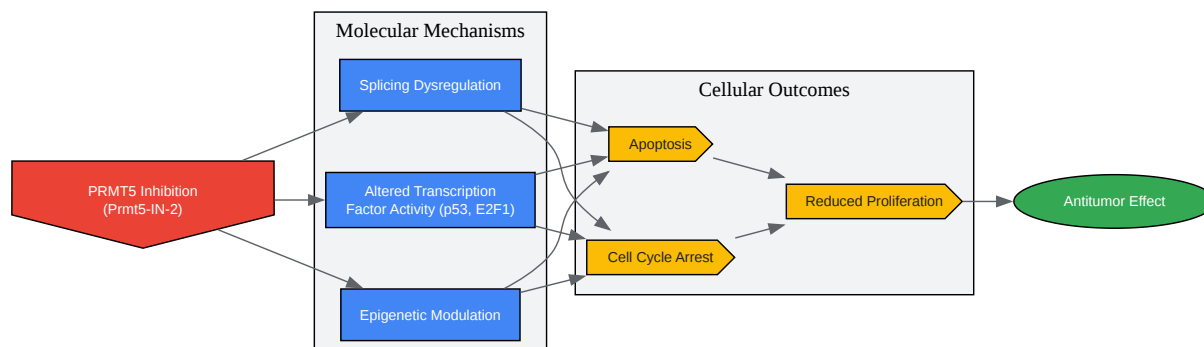 Molecular Mechanisms
Splicing Dysregulation
Cellular Outcomes
Apoptosis
PRMT5 Inhibition
(Prmt5-IN-2)
Altered Transcription
Factor Activity (p53, E2F1)
Reduced Proliferation
Antitumor Effect
Cell Cycle Arrest
Epigenetic Modulation